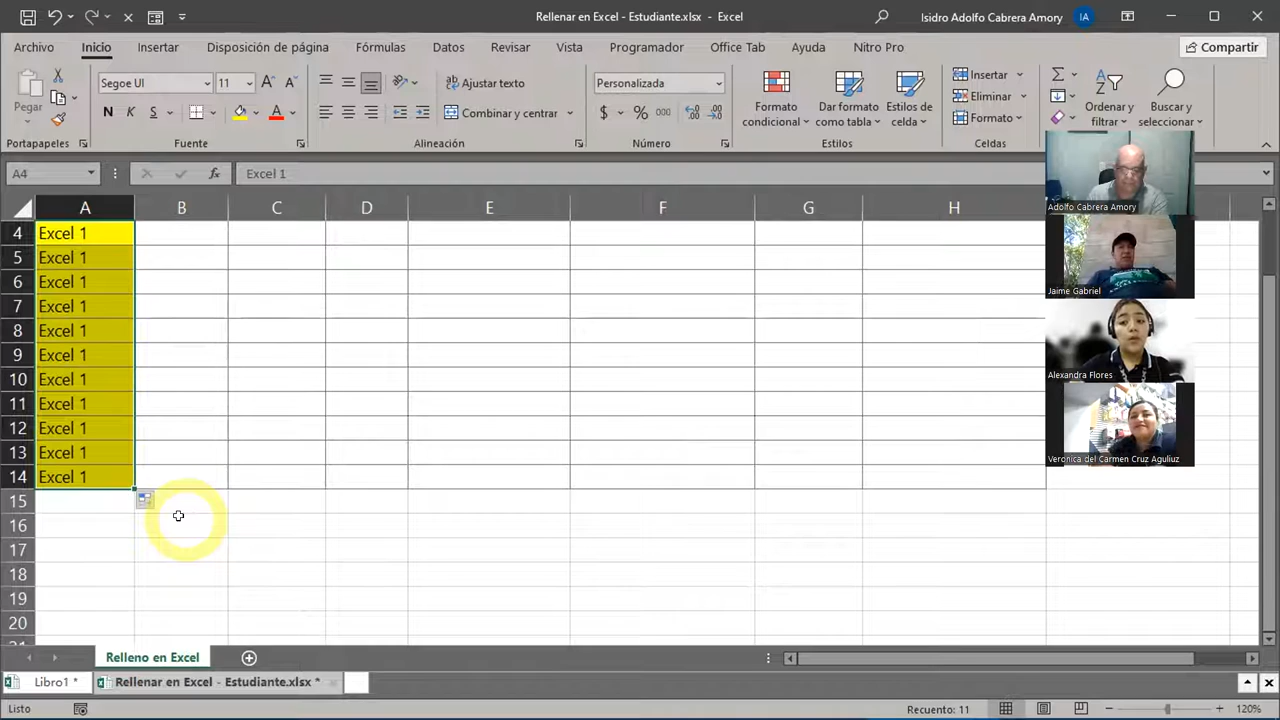 Rellenar en Excel - Estudiante.xlsx - Excel
Isidro Adolfo Cabrera Amory
IA
Archivo Inicio Insertar Disposición de página Fórmulas Datos Revisar Vista Programador Office Tab Ayuda Nitro Pro
Compartir
Pegar
Portapapeles
Segoe UI 11
N K S
Fuente
Ajustar texto
Combinar y centrar
Alineación
Personalizada
$ % 000
Número
Formato condicional
Dar formato como tabla
Estilos de celda
Estilos
Insertar
Eliminar
Formato
Celdas
Ordenar y filtrar
Buscar y seleccionar
A4 fx Excel 1
A B C D E F G H
4 Excel 1
5 Excel 1
6 Excel 1
7 Excel 1
8 Excel 1
9 Excel 1
10 Excel 1
11 Excel 1
12 Excel 1
13 Excel 1
14 Excel 1
15
16
17
18
19
20
Adolfo Cabrera Amory
Jaime Gabriel
Alexandra Flores
Veronica del Carmen Cruz Aguiluz
Relleno en Excel
Libro1 * Rellenar en Excel - Estudiante.xlsx *
Listo
Recuento: 11
120%